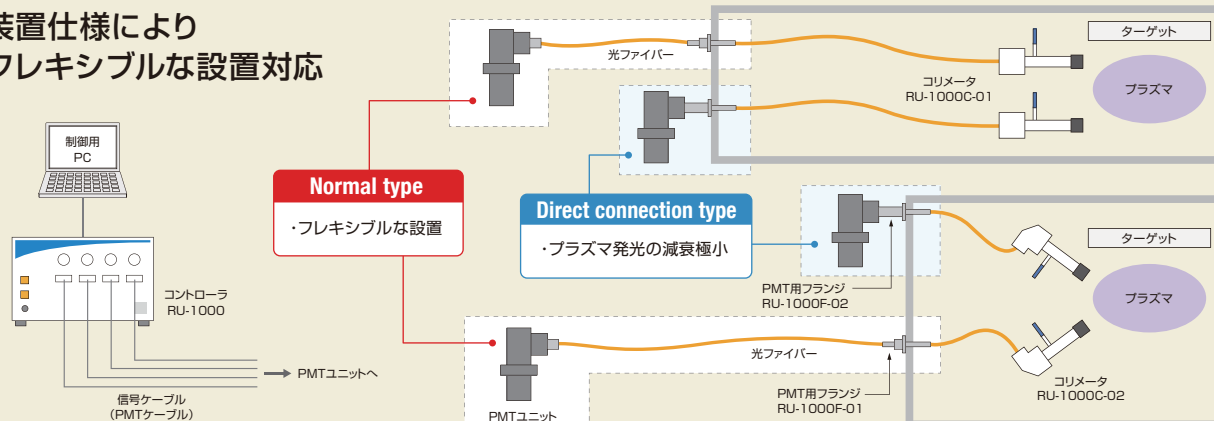 装置仕様により
フレキシブルな設置対応
制御用
PC
コントローラ
RU-1000
信号ケーブル
(PMTケーブル)
PMTユニットへ
Normal type
・フレキシブルな設置
Direct connection type
・プラズマ発光の減衰極小
光ファイバー
コリメータ
RU-1000C-01
ターゲット
プラズマ
PMT用フランジ
RU-1000F-02
ターゲット
プラズマ
光ファイバー
PMT用フランジ
RU-1000F-01
コリメータ
RU-1000C-02
PMTユニット